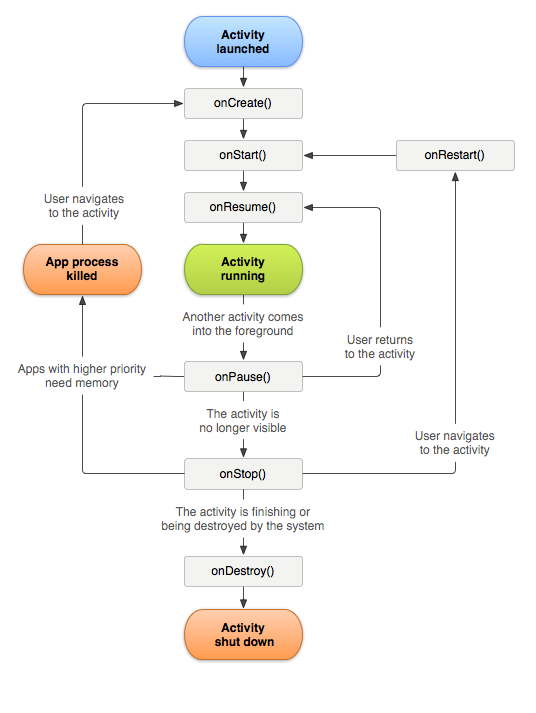 Activity
launched
onCreate()
onStart()
onRestart()
onResume()
User navigates
to the activity
App process
killed
Activity
running
Another activity comes
into the foreground
User returns
to the activity
Apps with higher priority
need memory
onPause()
The activity is
no longer visible
User navigates
to the activity
onStop()
The activity is finishing or
being destroyed by the system
onDestroy()
Activity
shut down